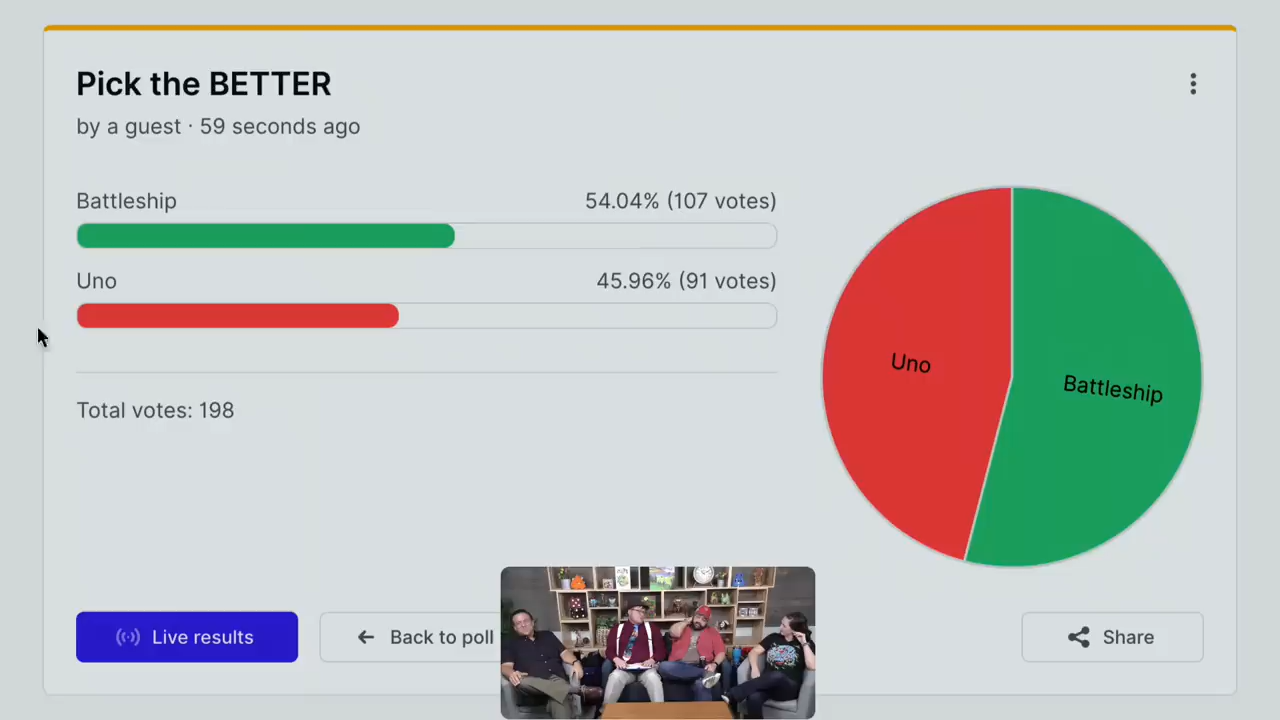 Pick the BETTER
by a guest · 59 seconds ago
Battleship 54.04% (107 votes)
Uno 45.96% (91 votes)
Total votes: 198
Uno
Battleship
Live results
Back to poll
Share